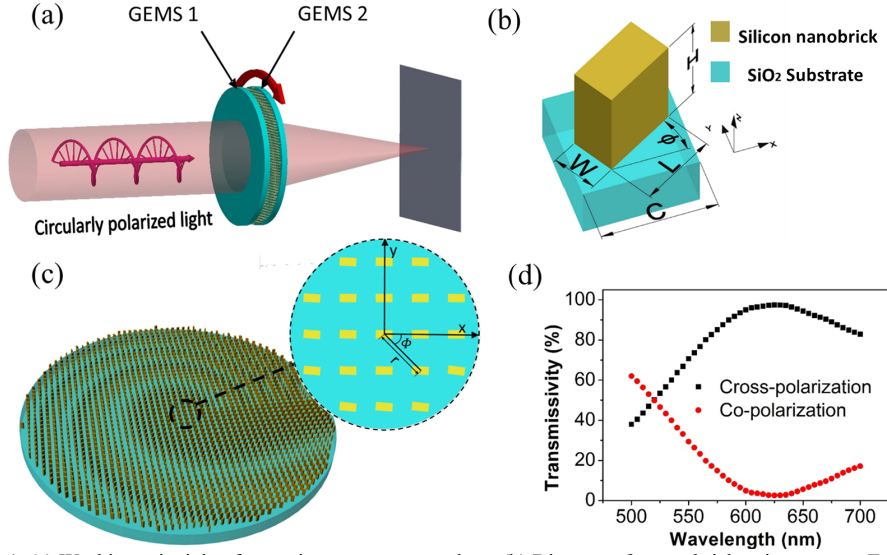 (a)
GEMS 1
GEMS 2
Circularly polarized light
(b)
Silicon nanobrick
SiO₂ Substrate
H
ϕ
W
L
C
Y
Z
X
(c)
y
x
ϕ
r
(d)
Transmissivity (%)
100
80
60
40
20
0
Cross-polarization
Co-polarization
500
550
600
650
700
Wavelength (nm)